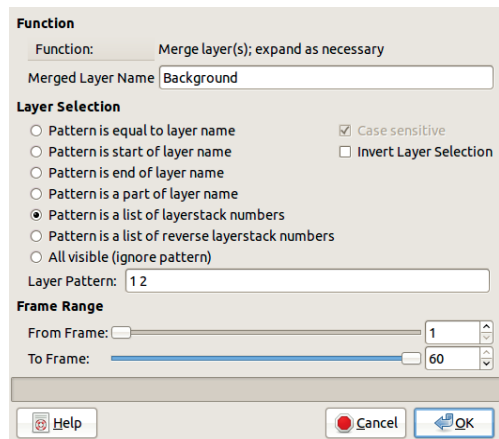 Function
Function: Merge layer(s); expand as necessary
Merged Layer Name Background
Layer Selection
Pattern is equal to layer name Case sensitive
Pattern is start of layer name Invert Layer Selection
Pattern is end of layer name
Pattern is a part of layer name
Pattern is a list of layerstack numbers
Pattern is a list of reverse layerstack numbers
All visible (ignore pattern)
Layer Pattern: 1 2
Frame Range
From Frame: 1
To Frame: 60
Help Cancel OK